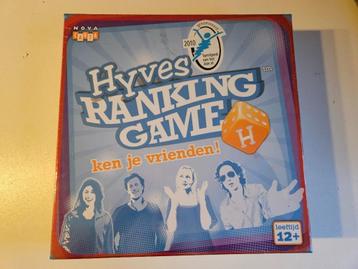 NOVA
2010
Hyves
TM
RANKING
GAME
H
ken je vrienden!
leeftijd
12+